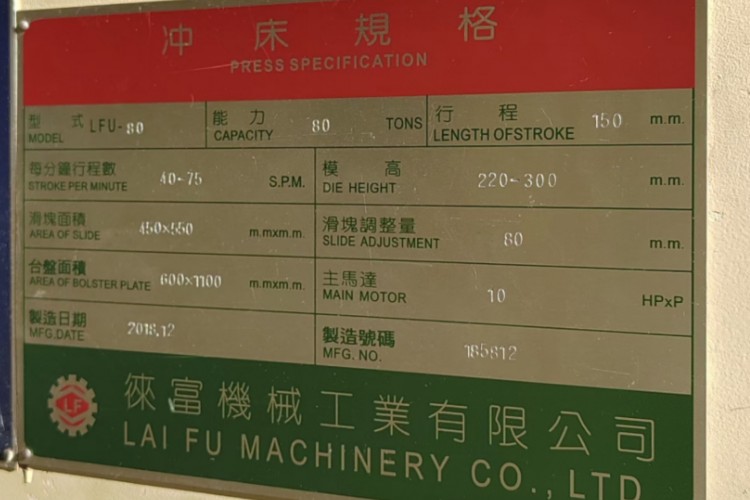 冲床規格
PRESS SPECIFICATION
型式 LFU-80
MODEL
能力 80 TONS
CAPACITY
行程 150 m.m.
LENGTH OFSTROKE
每分鐘行程數 40~75 S.P.M.
STROKE PER MINUTE
模高 220~300 m.m.
DIE HEIGHT
滑塊面積 450×550 m.mxm.m.
AREA OF SLIDE
滑塊調整量 80 m.m.
SLIDE ADJUSTMENT
台盤面積 600×1100 m.mxm.m.
AREA OF BOLSTER PLATE
主馬達 10 HPxP
MAIN MOTOR
製造日期 2018.12
MFG.DATE
製造號碼 185812
MFG. NO.
LF
徠富機械工業有限公司
LAI FU MACHINERY CO., LTD